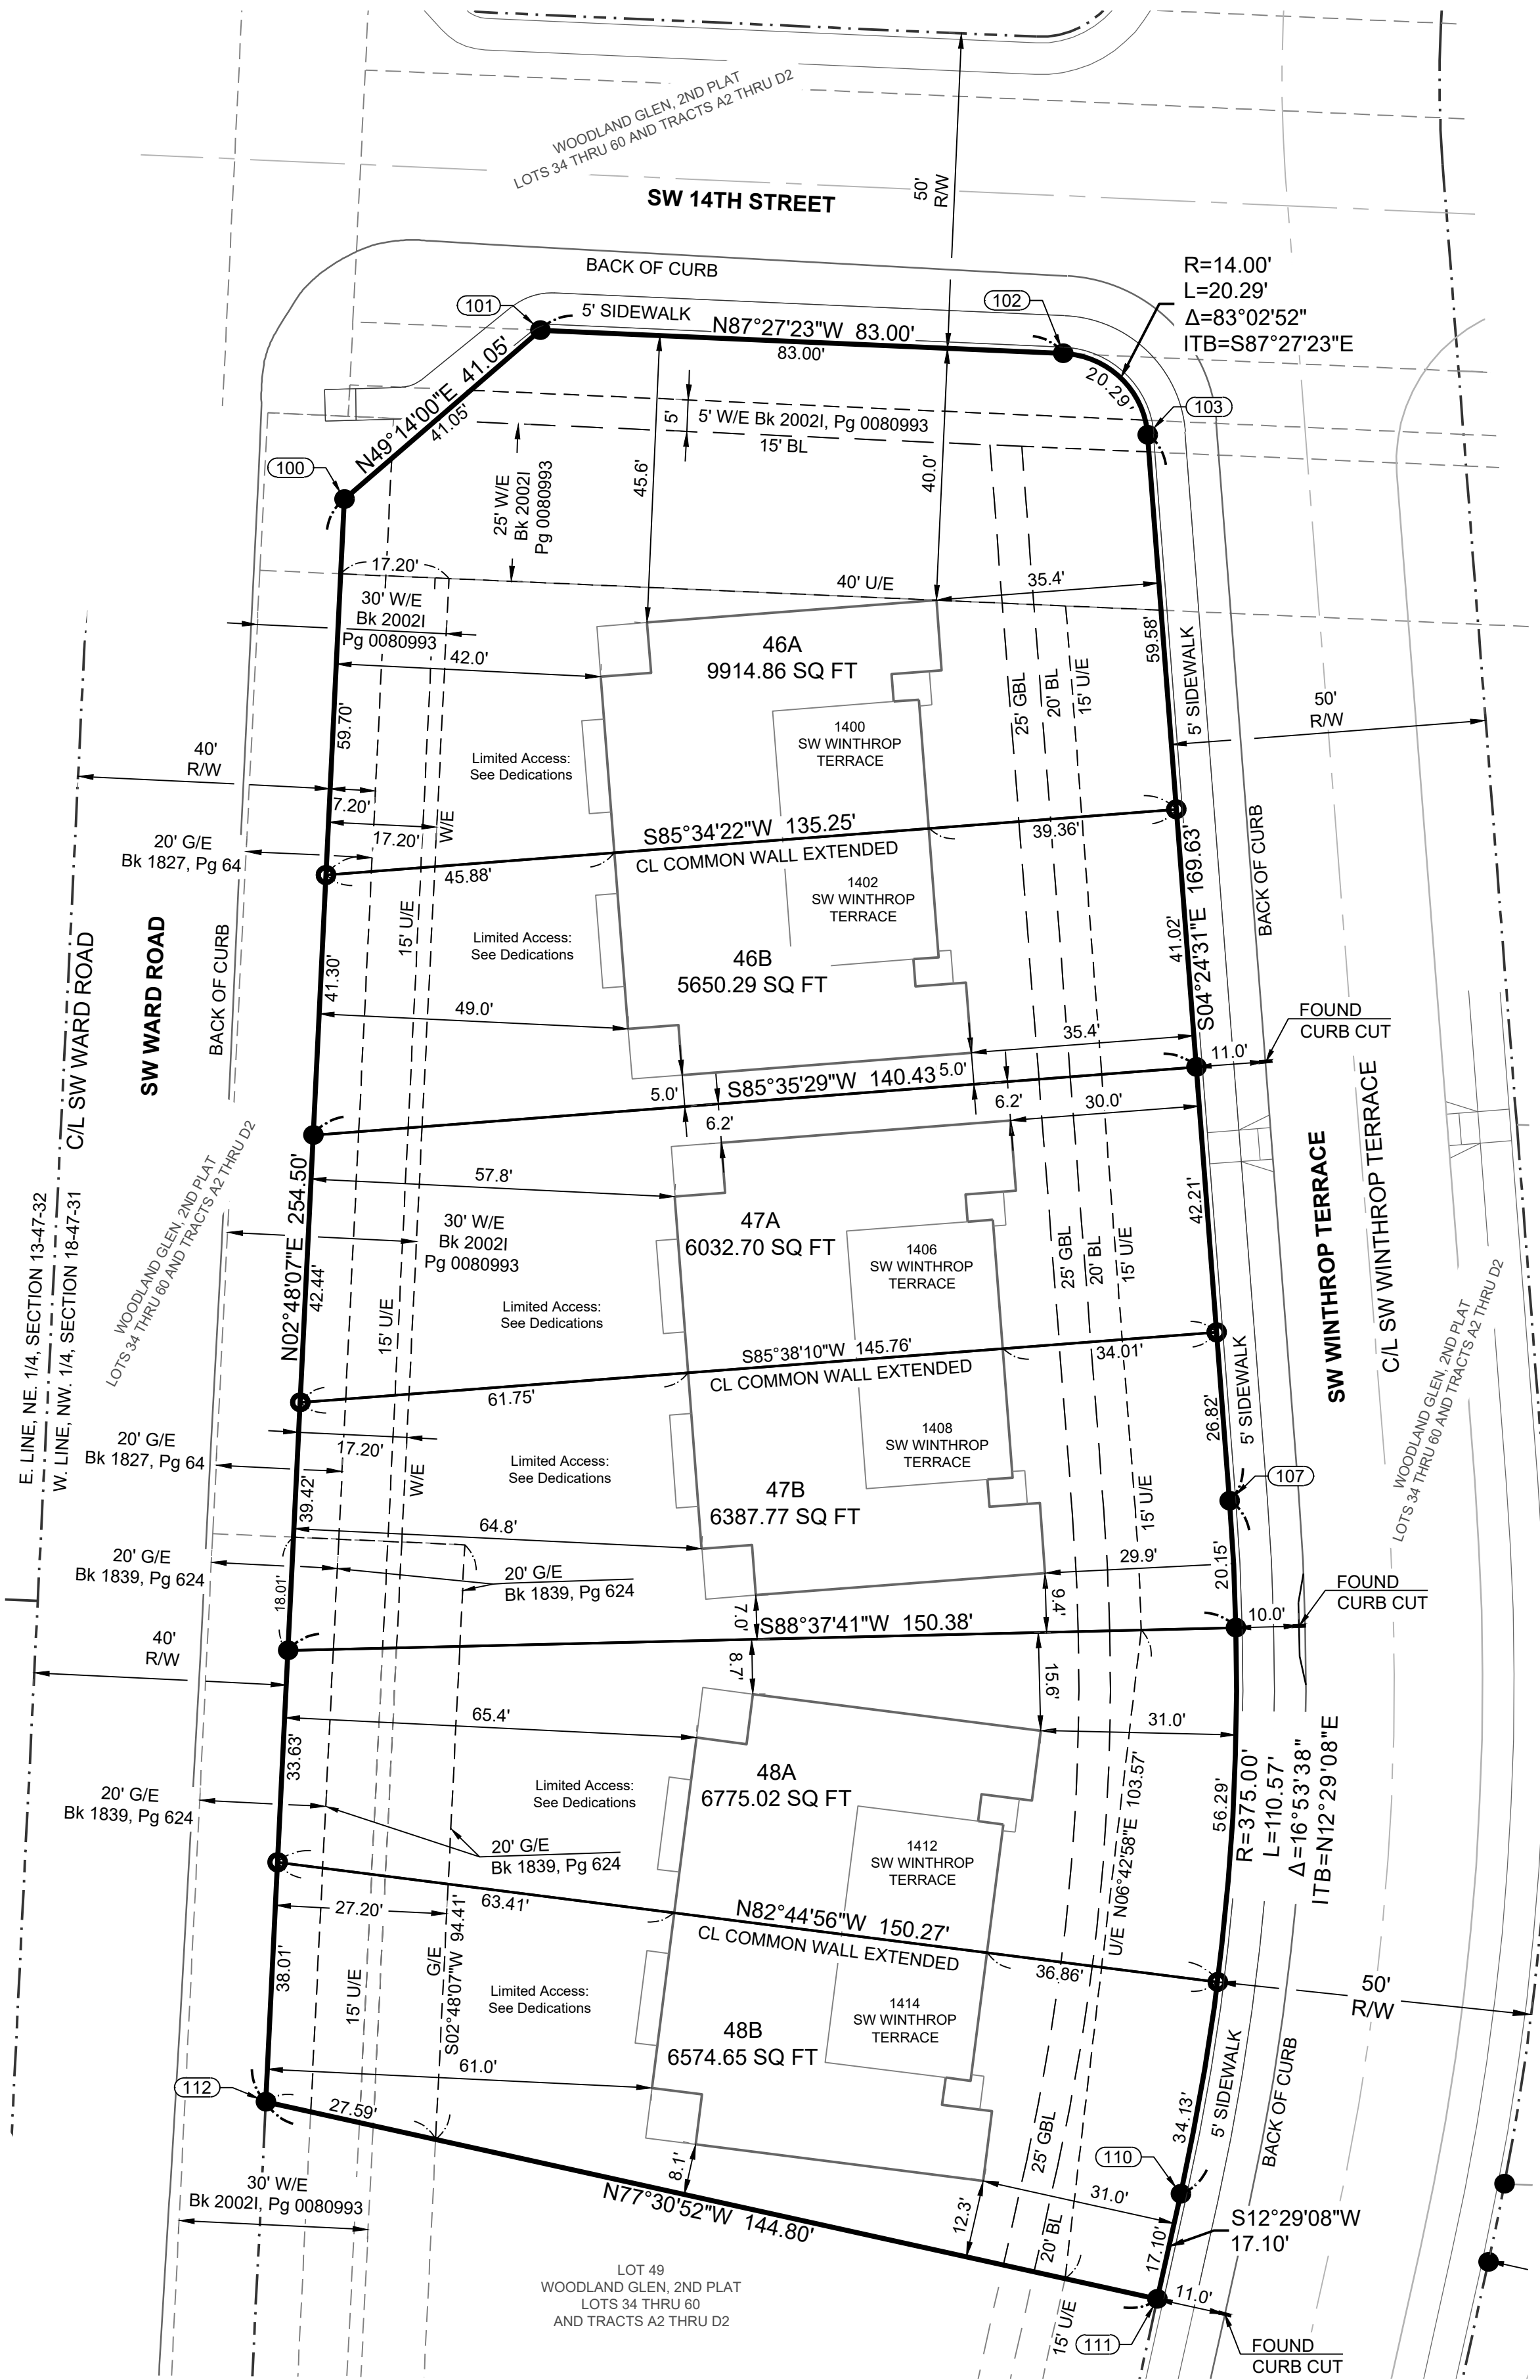 WOODLAND GLEN, 2ND PLAT
LOTS 34 THRU 60 AND TRACTS A2 THRU D2
50'
R/W
SW 14TH STREET
BACK OF CURB
R=14.00'
L=20.29'
Δ=83°02'52"
ITB=S87°27'23"E
101
5' SIDEWALK
102
N87°27'23"W 83.00'
83.00'
20.29'
103
N49°14'00"E 41.05'
41.05'
100
5'
5' W/E Bk 2002I, Pg 0080993
15' BL
45.6'
40.0'
25' W/E
Bk 2002I
Pg 0080993
17.20'
40' U/E
35.4'
30' W/E
Bk 2002I
Pg 0080993
42.0'
46A
9914.86 SQ FT
59.58'
5' SIDEWALK
25' GBL
20' BL
15' U/E
50'
R/W
59.70'
1400
SW WINTHROP
TERRACE
Limited Access:
See Dedications
40'
R/W
7.20'
17.20'
W/E
S85°34'22"W 135.25'
CL COMMON WALL EXTENDED
39.36'
20' G/E
Bk 1827, Pg 64
45.88'
169.63'
S04°24'31"E
BACK OF CURB
1402
SW WINTHROP
TERRACE
15' U/E
Limited Access:
See Dedications
46B
5650.29 SQ FT
41.02'
C/L SW WARD ROAD
SW WARD ROAD
BACK OF CURB
41.30'
49.0'
35.4'
FOUND
CURB CUT
11.0'
5.0'
S85°35'29"W 140.43
5.0'
6.2'
6.2'
30.0'
57.8'
N02°48'07"E 254.50'
WOODLAND GLEN, 2ND PLAT
LOTS 34 THRU 60 AND TRACTS A2 THRU D2
E. LINE, NE. 1/4, SECTION 13-47-32
W. LINE, NW. 1/4, SECTION 18-47-31
30' W/E
Bk 2002I
Pg 0080993
47A
6032.70 SQ FT
42.21'
1406
SW WINTHROP
TERRACE
25' GBL
20' BL
15' U/E
SW WINTHROP TERRACE
C/L SW WINTHROP TERRACE
42.44'
15' U/E
Limited Access:
See Dedications
S85°38'10"W 145.76'
CL COMMON WALL EXTENDED
34.01'
61.75'
26.82'
5' SIDEWALK
WOODLAND GLEN, 2ND PLAT
LOTS 34 THRU 60 AND TRACTS A2 THRU D2
20' G/E
Bk 1827, Pg 64
17.20'
W/E
39.42'
Limited Access:
See Dedications
1408
SW WINTHROP
TERRACE
107
47B
6387.77 SQ FT
15' U/E
64.8'
29.9'
20.15'
20' G/E
Bk 1839, Pg 624
20' G/E
Bk 1839, Pg 624
18.01'
FOUND
CURB CUT
7.0'
9.4'
10.0'
S88°37'41"W 150.38'
40'
R/W
8.7'
15.6'
65.4'
31.0'
33.63'
48A
6775.02 SQ FT
Limited Access:
See Dedications
20' G/E
Bk 1839, Pg 624
20' G/E
Bk 1839, Pg 624
1412
SW WINTHROP
TERRACE
U/E N06°42'58"E 103.57'
56.29'
R=375.00'
L=110.57'
Δ=16°53'38"
ITB=N12°29'08"E
63.41'
27.20'
N82°44'56"W 150.27'
CL COMMON WALL EXTENDED
36.86'
50'
R/W
38.01'
15' U/E
G/E
S02°48'07"W 94.41'
Limited Access:
See Dedications
1414
SW WINTHROP
TERRACE
48B
6574.65 SQ FT
61.0'
112
27.59'
34.13'
5' SIDEWALK
BACK OF CURB
25' GBL
110
8.1'
31.0'
30' W/E
Bk 2002I, Pg 0080993
N77°30'52"W 144.80'
12.3'
20' BL
17.10'
S12°29'08"W
17.10'
LOT 49
WOODLAND GLEN, 2ND PLAT
LOTS 34 THRU 60
AND TRACTS A2 THRU D2
15' U/E
111
11.0'
FOUND
CURB CUT